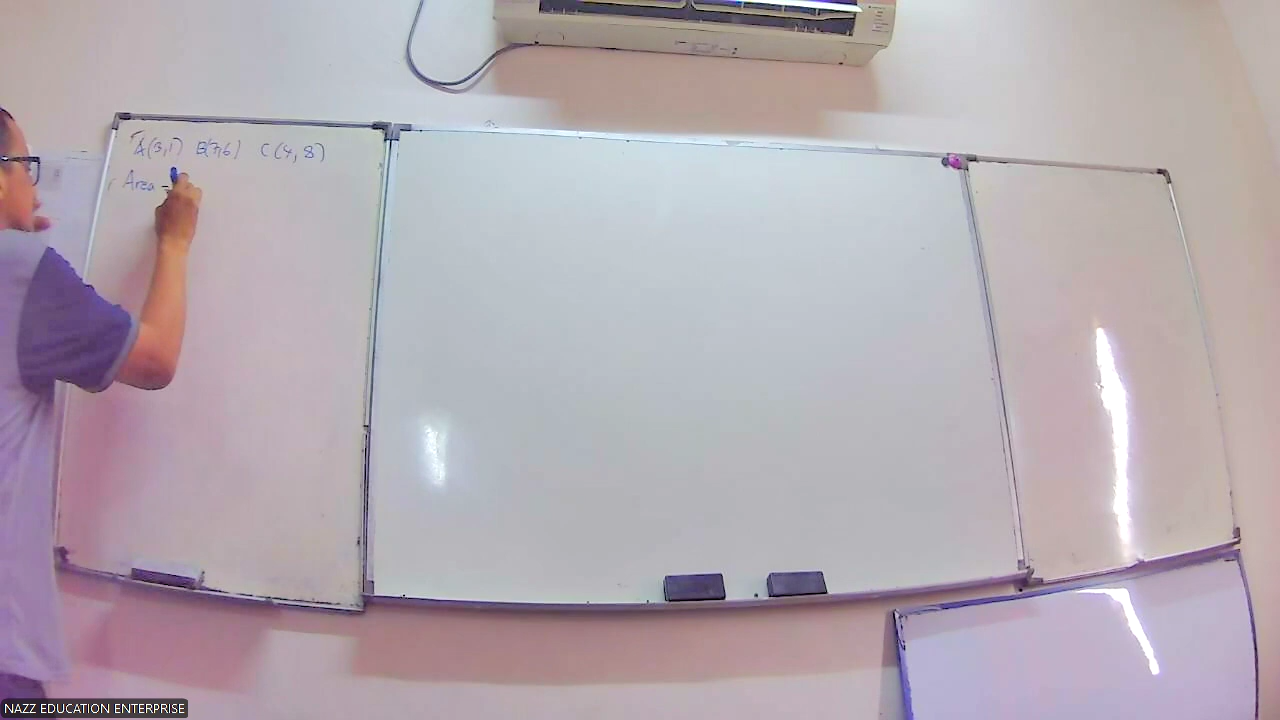 A(3,1) B(7,6) C(4,8)
Area
NAZZ EDUCATION ENTERPRISE